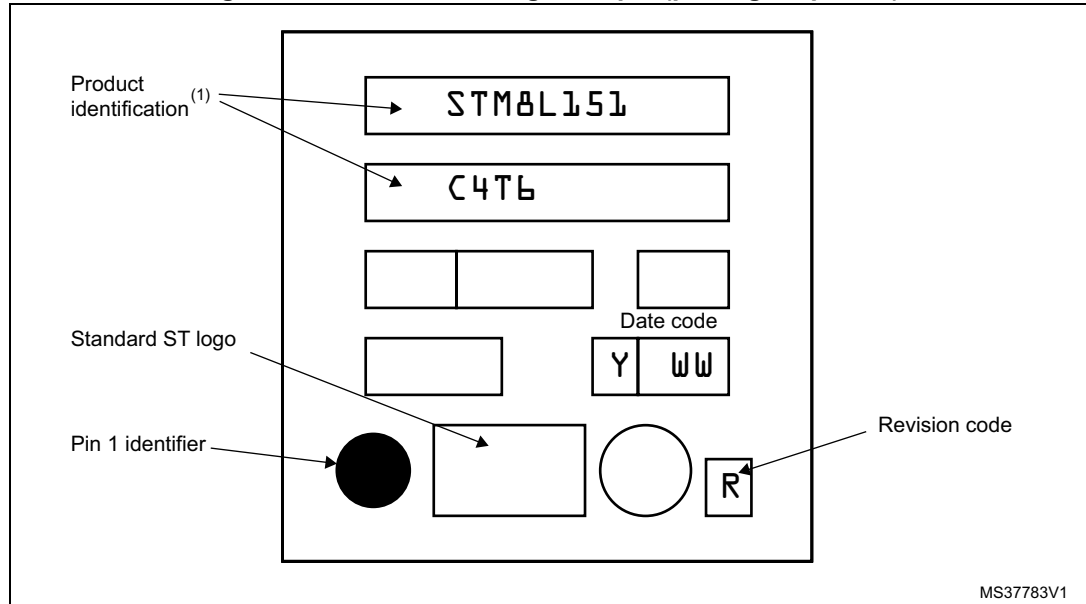 Product
identification (1)
STM8L151
C4T6
Date code
Standard ST logo
Y WW
Revision code
Pin 1 identifier
R
MS37783V1